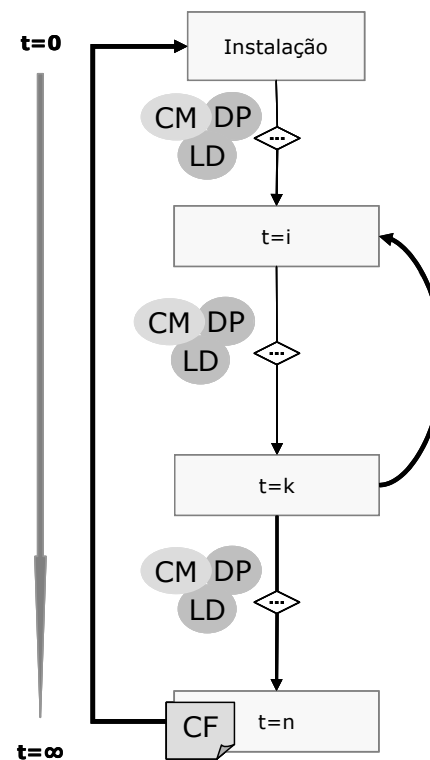 t=0
Instalação
CM DP
LD
...
t=i
CM DP
LD
...
t=k
CM DP
LD
...
CF
t=n
t=∞